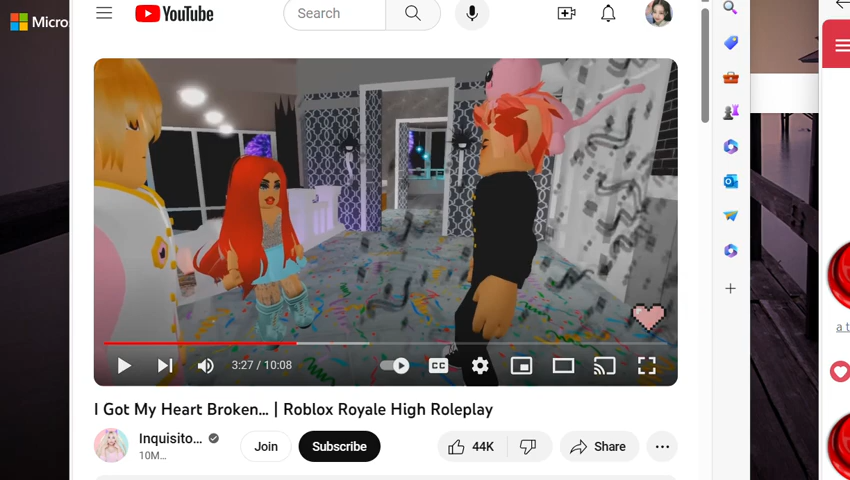 Micro
YouTube
Search
CC
3:27 / 10:08
I Got My Heart Broken... | Roblox Royale High Roleplay
Inquisito...
10M...
Join
Subscribe
44K
Share
a t